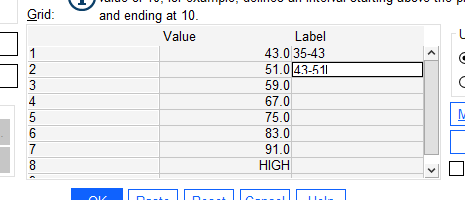 value of 10, for example, defines an interval starting above the
Grid: and ending at 10.
Value Label
1 43.0 35-43
2 51.0 43-51
3 59.0
4 67.0
5 75.0
6 83.0
7 91.0
8 HIGH
OK Paste Reset Cancel Help